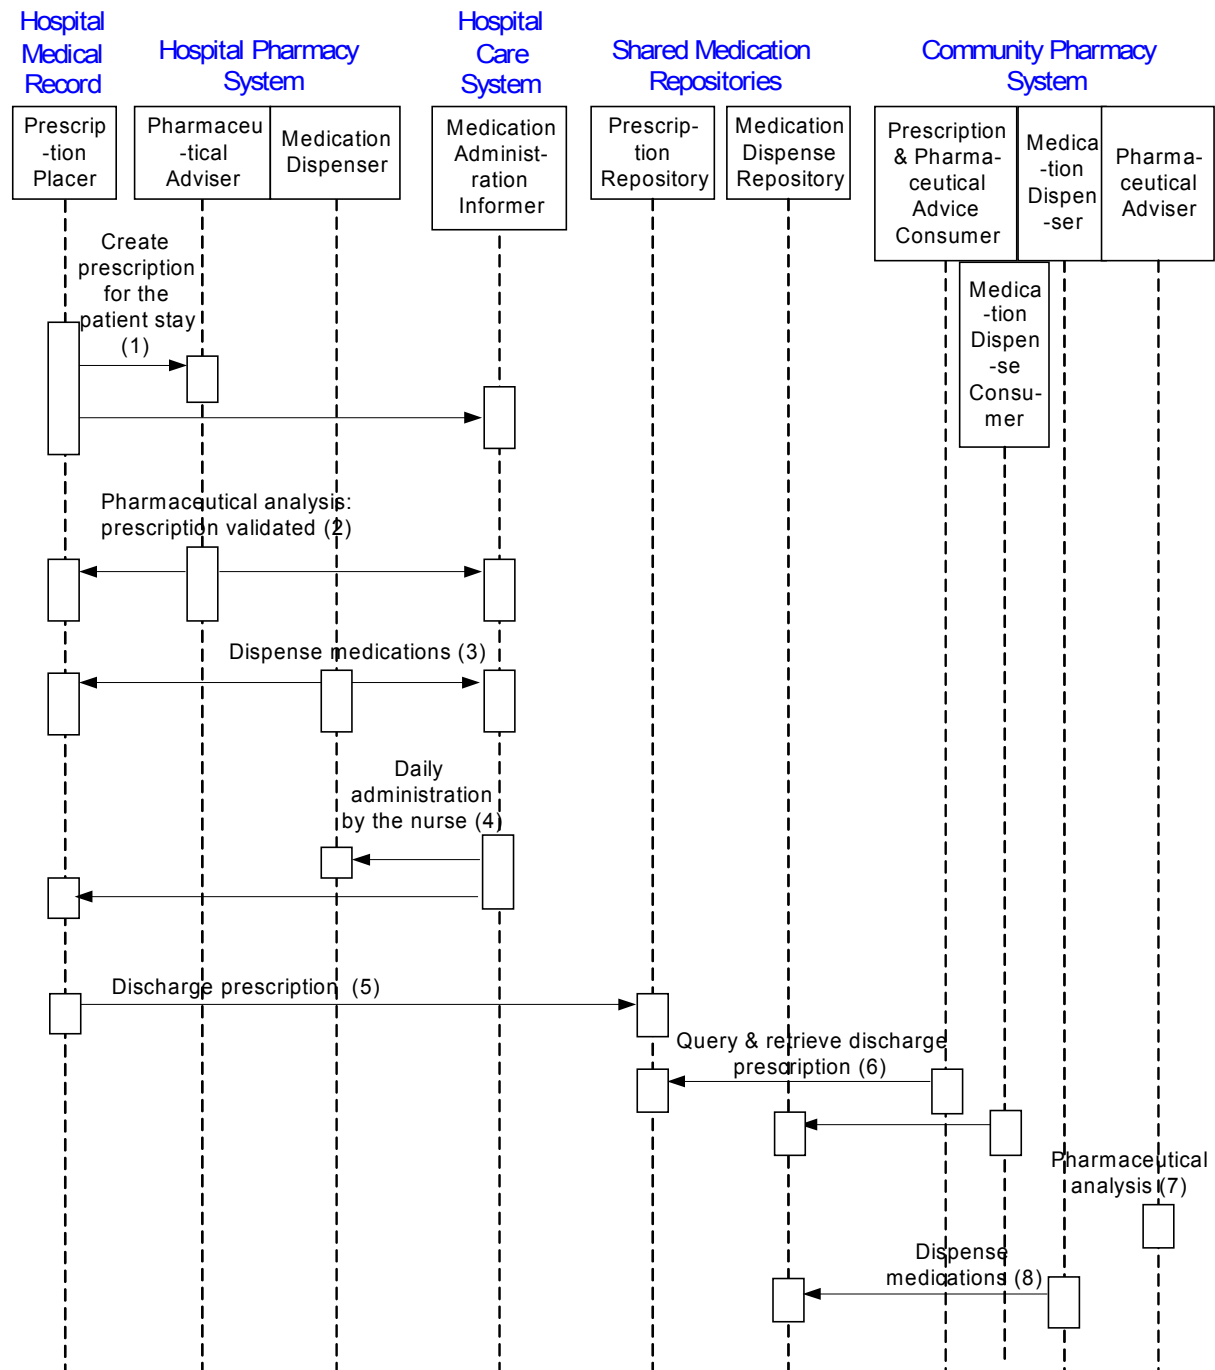 Hospital
Medical
Record
Hospital Pharmacy
System
Hospital
Care
System
Shared Medication
Repositories
Community Pharmacy
System
Prescrip
-tion
Placer
Pharmaceu
-tical
Adviser
Medication
Dispenser
Medication
Administ-
ration
Informer
Prescrip-
tion
Repository
Medication
Dispense
Repository
Prescription
& Pharma-
ceutical
Advice
Consumer
Medica
-tion
Dispen
-ser
Pharma-
ceutical
Adviser
Medica
-tion
Dispen
-se
Consu-
mer
Create
prescription
for the
patient stay
(1)
Pharmaceutical analysis:
prescription validated (2)
Dispense medications (3)
Daily
administration
by the nurse (4)
Discharge prescription (5)
Query & retrieve discharge
prescription (6)
Pharmaceutical
analysis (7)
Dispense
medications (8)